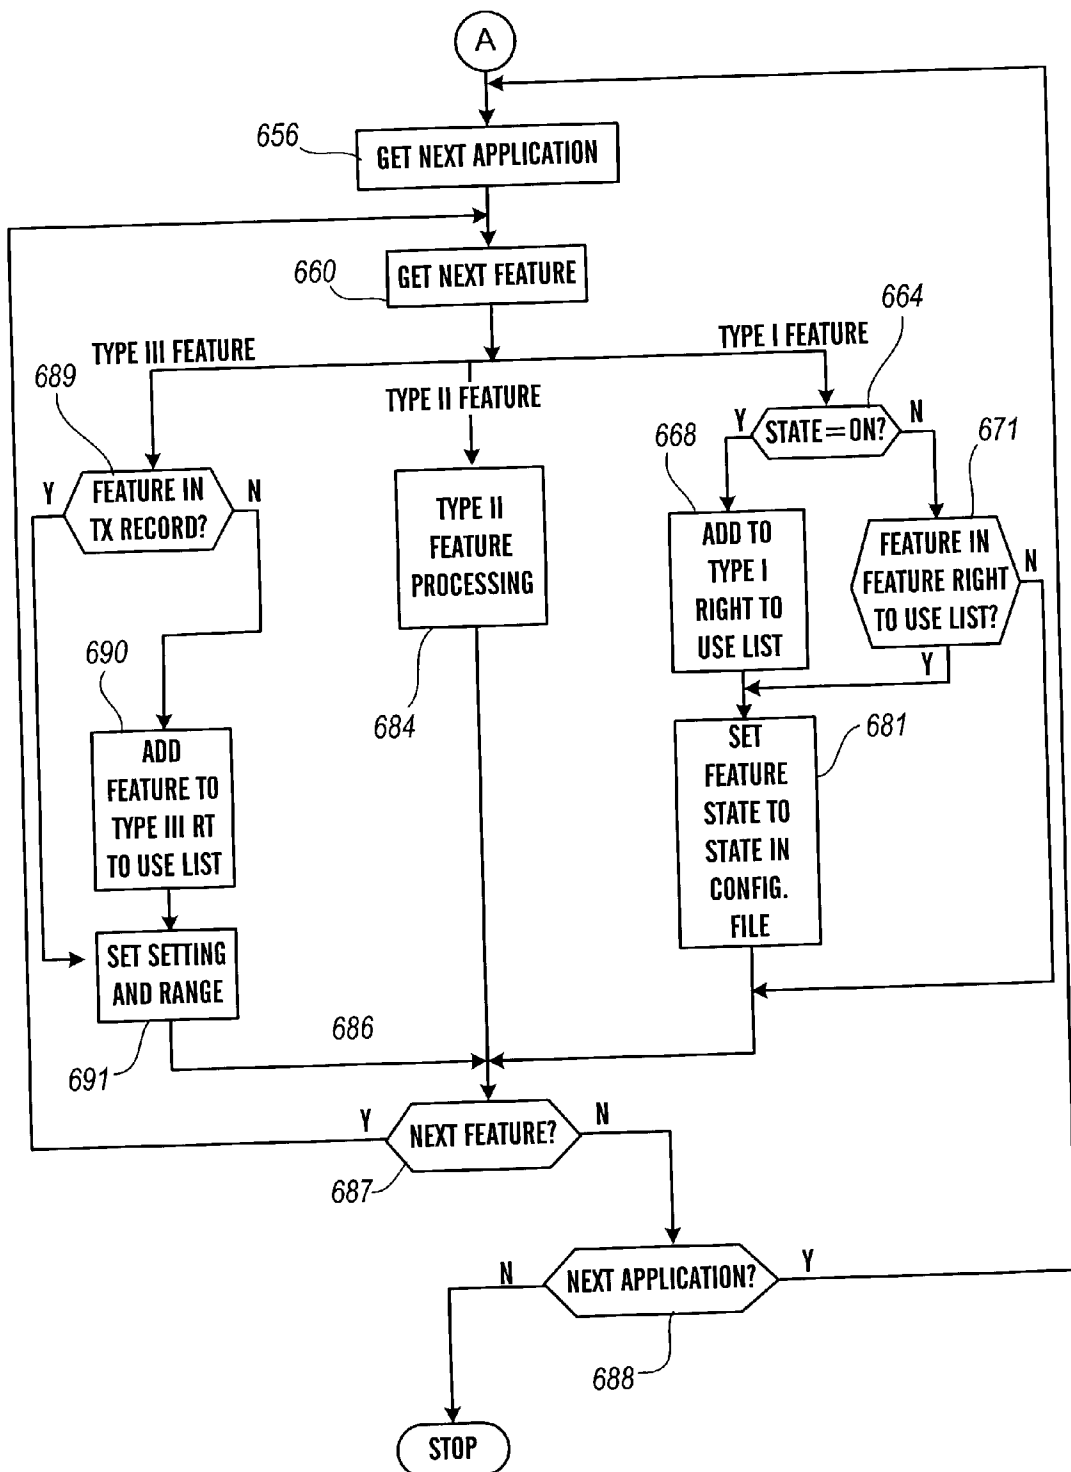 A
656
GET NEXT APPLICATION
660
GET NEXT FEATURE
664
TYPE III FEATURE
TYPE II FEATURE
TYPE I FEATURE
689
Y
FEATURE IN
TX RECORD?
N
668
Y
STATE=ON?
N
671
TYPE II
FEATURE
PROCESSING
684
ADD TO
TYPE I
RIGHT TO
USE LIST
FEATURE IN
FEATURE RIGHT
TO USE LIST?
N
Y
690
ADD
FEATURE TO
TYPE III RT
TO USE LIST
681
SET
FEATURE
STATE TO
STATE IN
CONFIG.
FILE
SET SETTING
AND RANGE
691
686
Y
NEXT FEATURE?
N
687
N
NEXT APPLICATION?
Y
688
STOP